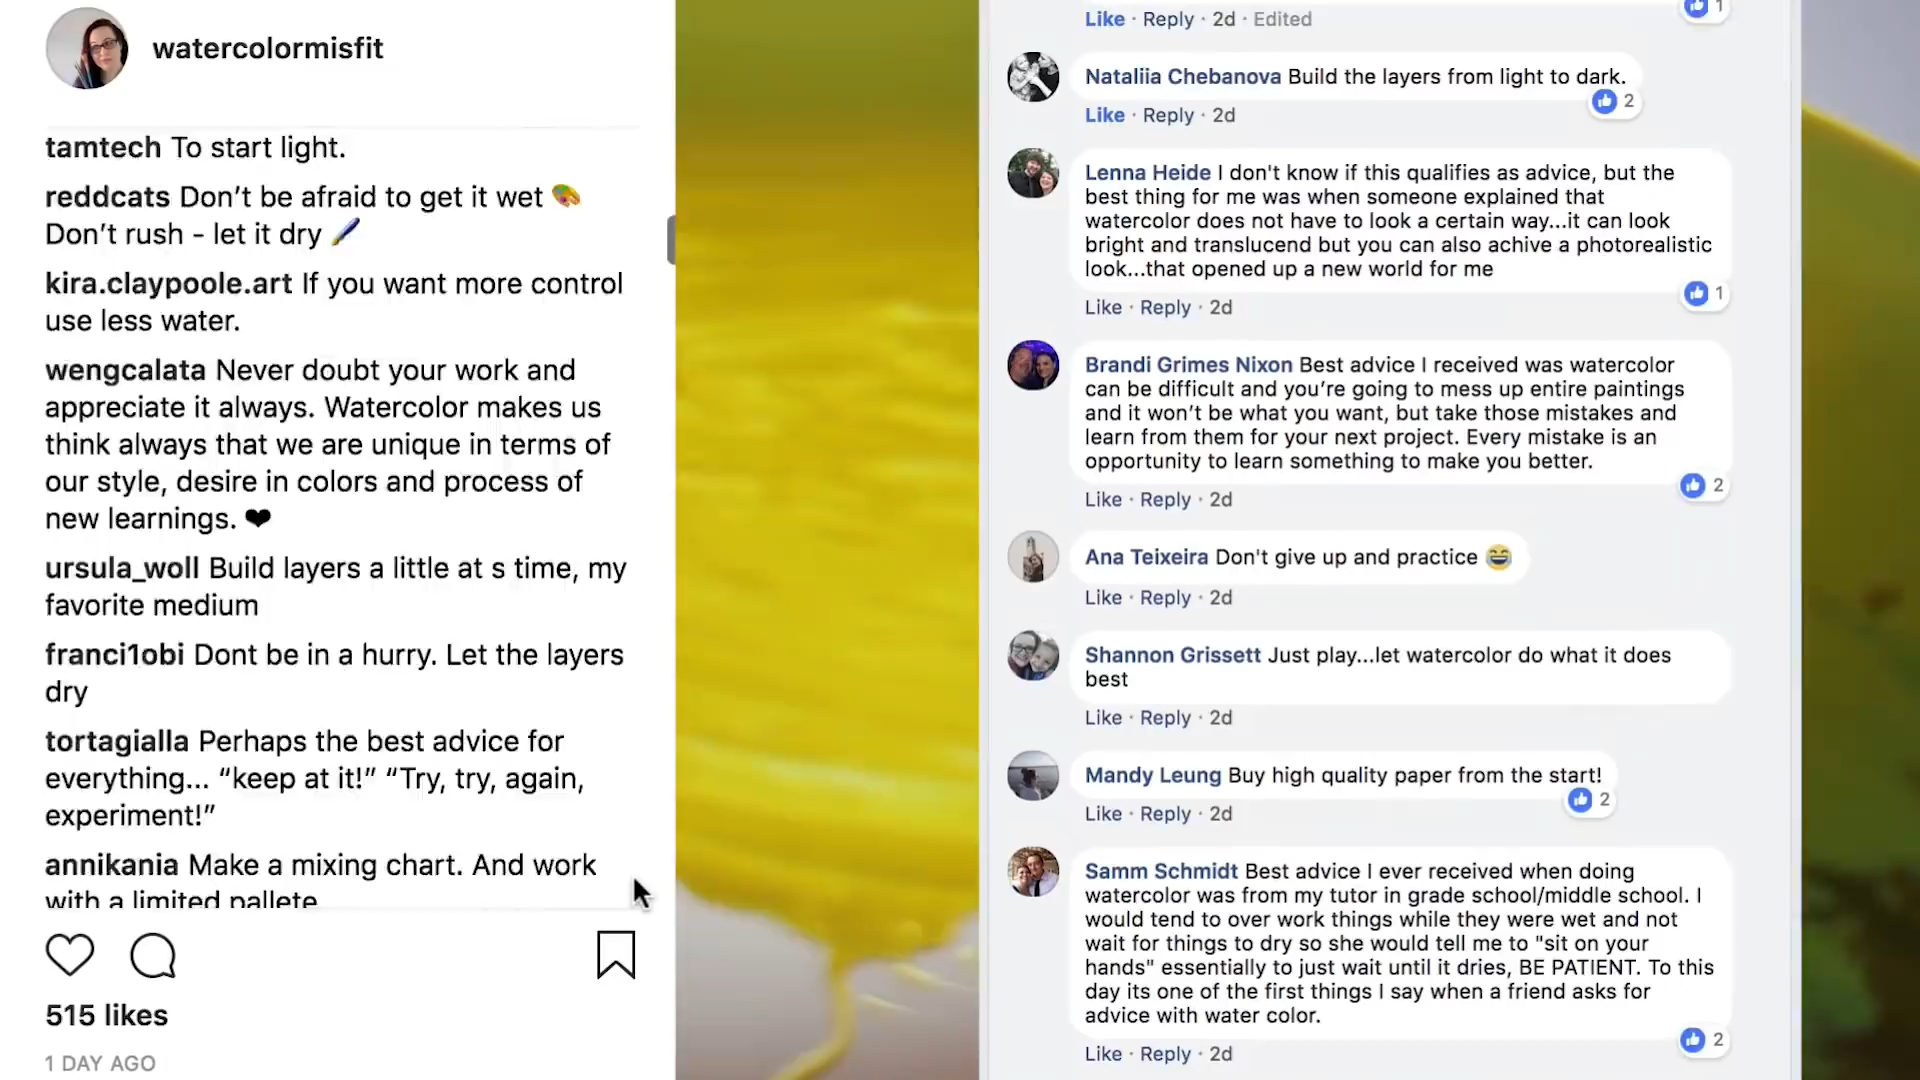 watercolormisfit
tamtech To start light.
reddcats Don’t be afraid to get it wet 🎨
Don’t rush - let it dry 🖌️
kira.claypoole.art If you want more control
use less water.
wengcalata Never doubt your work and
appreciate it always. Watercolor makes us
think always that we are unique in terms of
our style, desire in colors and process of
new learnings. ❤
ursula_woll Build layers a little at s time, my
favorite medium
franci1obi Dont be in a hurry. Let the layers
dry
tortagialla Perhaps the best advice for
everything... “keep at it!” “Try, try, again,
experiment!”
annikania Make a mixing chart. And work
with a limited pallete
515 likes
1 DAY AGO
Like · Reply · 2d · Edited
1
Nataliia Chebanova Build the layers from light to dark.
2
Like · Reply · 2d
Lenna Heide I don't know if this qualifies as advice, but the
best thing for me was when someone explained that
watercolor does not have to look a certain way...it can look
bright and translucend but you can also achive a photorealistic
look...that opened up a new world for me
1
Like · Reply · 2d
Brandi Grimes Nixon Best advice I received was watercolor
can be difficult and you’re going to mess up entire paintings
and it won’t be what you want, but take those mistakes and
learn from them for your next project. Every mistake is an
opportunity to learn something to make you better.
2
Like · Reply · 2d
Ana Teixeira Don't give up and practice 😂
Like · Reply · 2d
Shannon Grissett Just play...let watercolor do what it does
best
Like · Reply · 2d
Mandy Leung Buy high quality paper from the start!
2
Like · Reply · 2d
Samm Schmidt Best advice I ever received when doing
watercolor was from my tutor in grade school/middle school. I
would tend to over work things while they were wet and not
wait for things to dry so she would tell me to "sit on your
hands" essentially to just wait until it dries, BE PATIENT. To this
day its one of the first things I say when a friend asks for
advice with water color.
2
Like · Reply · 2d